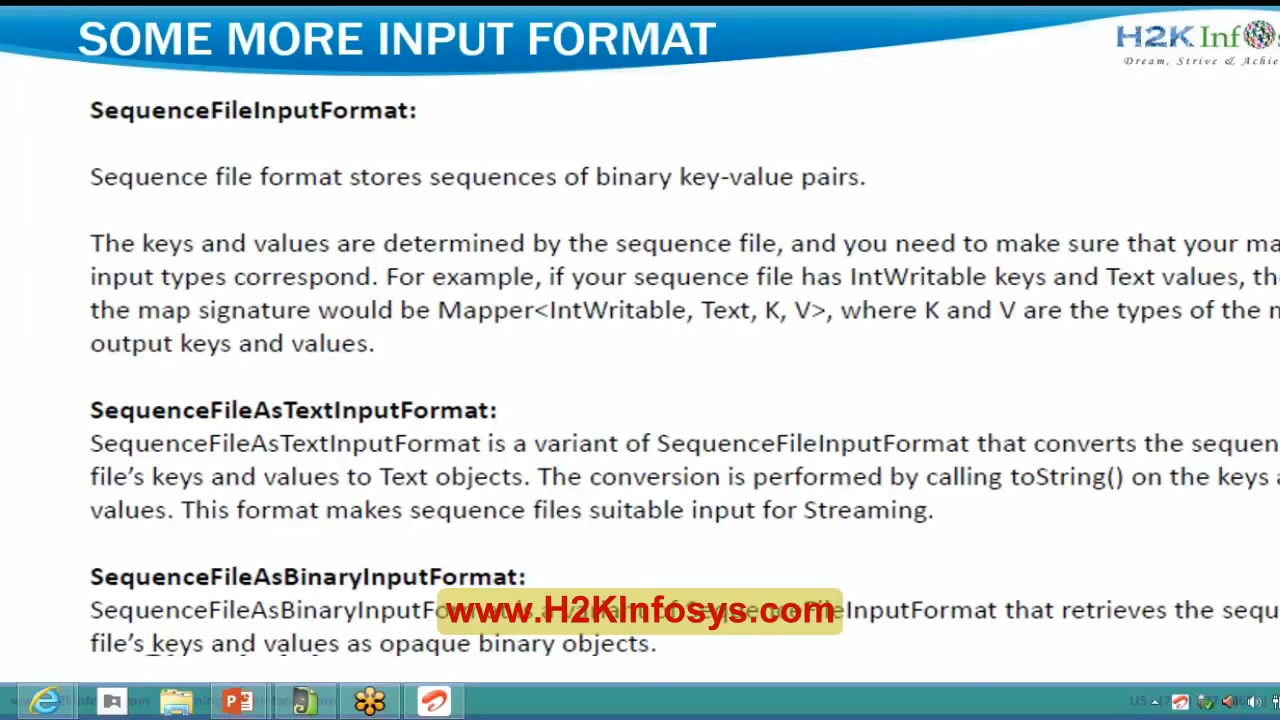 SOME MORE INPUT FORMAT
H2K Inf
Dream, Strive & Achie
SequenceFileInputFormat:
Sequence file format stores sequences of binary key-value pairs.
The keys and values are determined by the sequence file, and you need to make sure that your
input types correspond. For example, if your sequence file has IntWritable keys and Text values,
the map signature would be Mapper<IntWritable, Text, K, V>, where K and V are the types of the
output keys and values.
SequenceFileAsTextInputFormat:
SequenceFileAsTextInputFormat is a variant of SequenceFileInputFormat that converts the
file's keys and values to Text objects. The conversion is performed by calling toString() on the keys
values. This format makes sequence files suitable input for Streaming.
SequenceFileAsBinaryInputFormat:
SequenceFileAsBinaryInputFormat is a variant of SequenceFileInputFormat that retrieves the
file's keys and values as opaque binary objects.
www.H2KInfosys.com